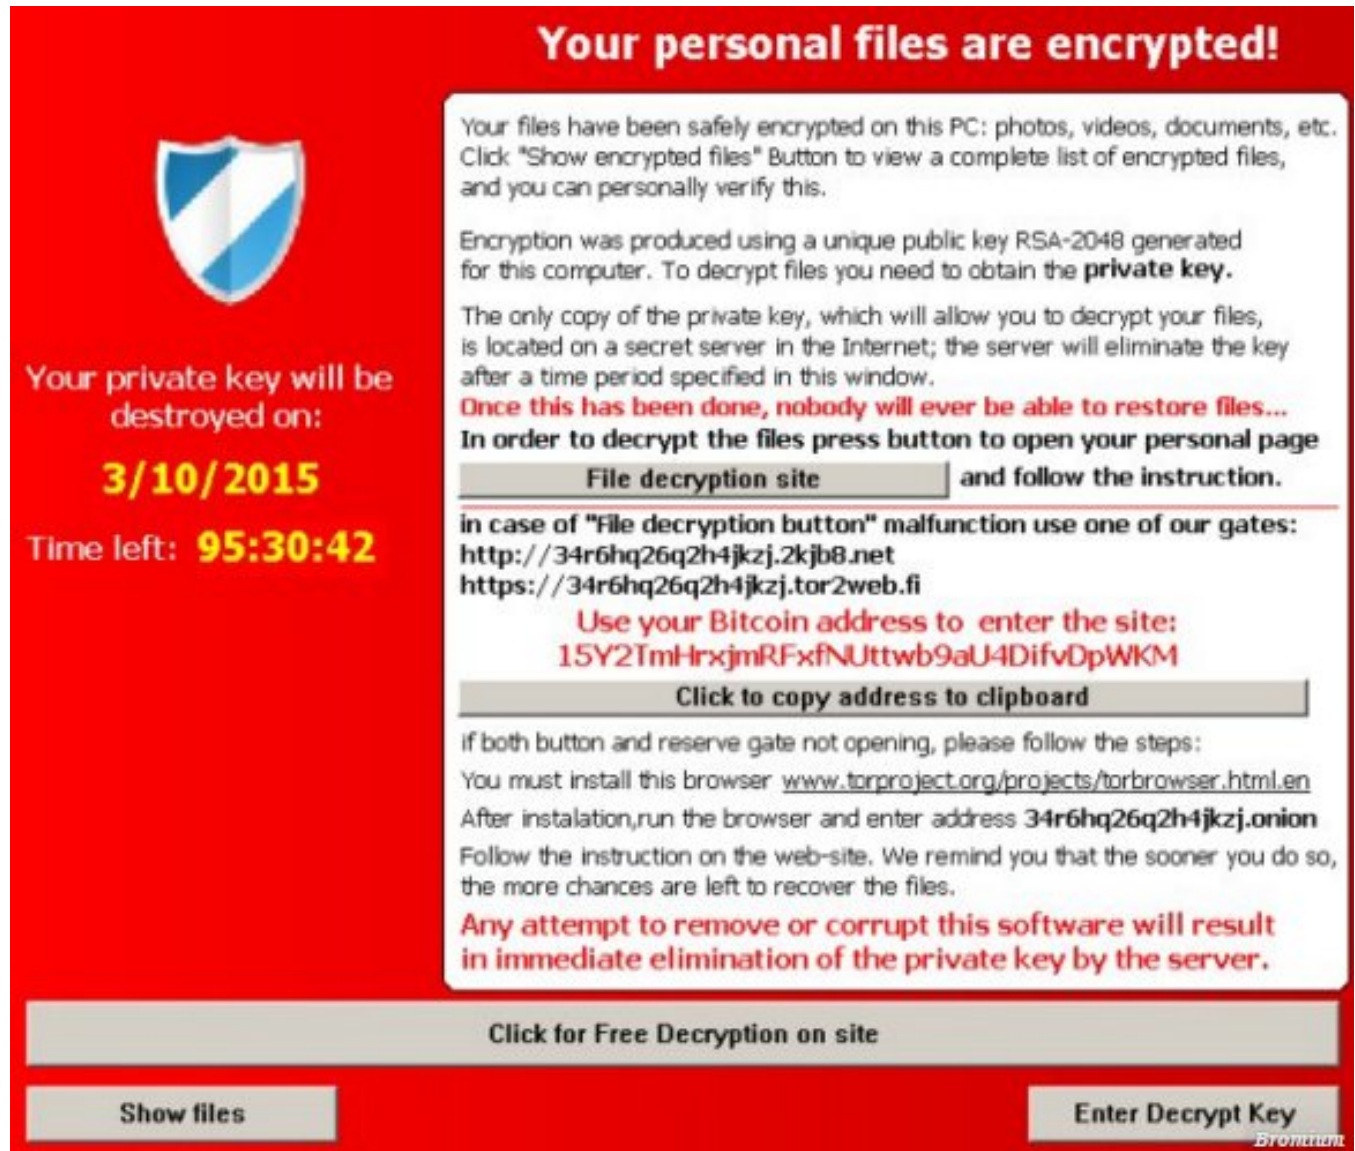 Your personal files are encrypted!
Your files have been safely encrypted on this PC: photos, videos, documents, etc.
Click "Show encrypted files" Button to view a complete list of encrypted files,
and you can personally verify this.
Encryption was produced using a unique public key RSA-2048 generated
for this computer. To decrypt files you need to obtain the private key.
The only copy of the private key, which will allow you to decrypt your files,
is located on a secret server in the Internet; the server will eliminate the key
after a time period specified in this window.
Once this has been done, nobody will ever be able to restore files...
In order to decrypt the files press button to open your personal page
File decryption site and follow the instruction.
in case of "File decryption button" malfunction use one of our gates:
http://34r6hq26q2h4jkzj.2kjb8.net
https://34r6hq26q2h4jkzj.tor2web.fi
Use your Bitcoin address to enter the site:
15Y2TmHrxjmRFxfNUttwb9aU4DifvDpWKM
Click to copy address to clipboard
if both button and reserve gate not opening, please follow the steps:
You must install this browser www.torproject.org/projects/torbrowser.html.en
After instalation,run the browser and enter address 34r6hq26q2h4jkzj.onion
Follow the instruction on the web-site. We remind you that the sooner you do so,
the more chances are left to recover the files.
Any attempt to remove or corrupt this software will result
in immediate elimination of the private key by the server.
Your private key will be
destroyed on:
3/10/2015
Time left: 95:30:42
Click for Free Decryption on site
Show files
Enter Decrypt Key
Bromium